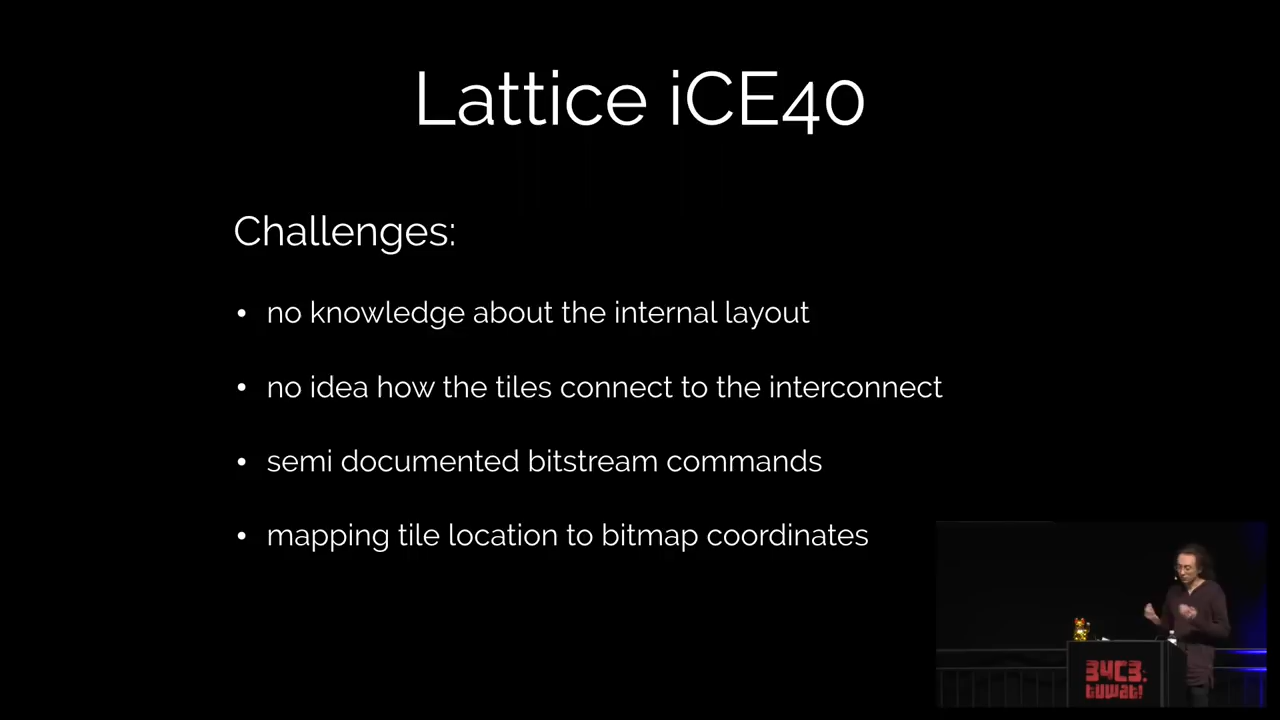 Lattice iCE40
Challenges:
• no knowledge about the internal layout
• no idea how the tiles connect to the interconnect
• semi documented bitstream commands
• mapping tile location to bitmap coordinates
34C3.
tuwat!